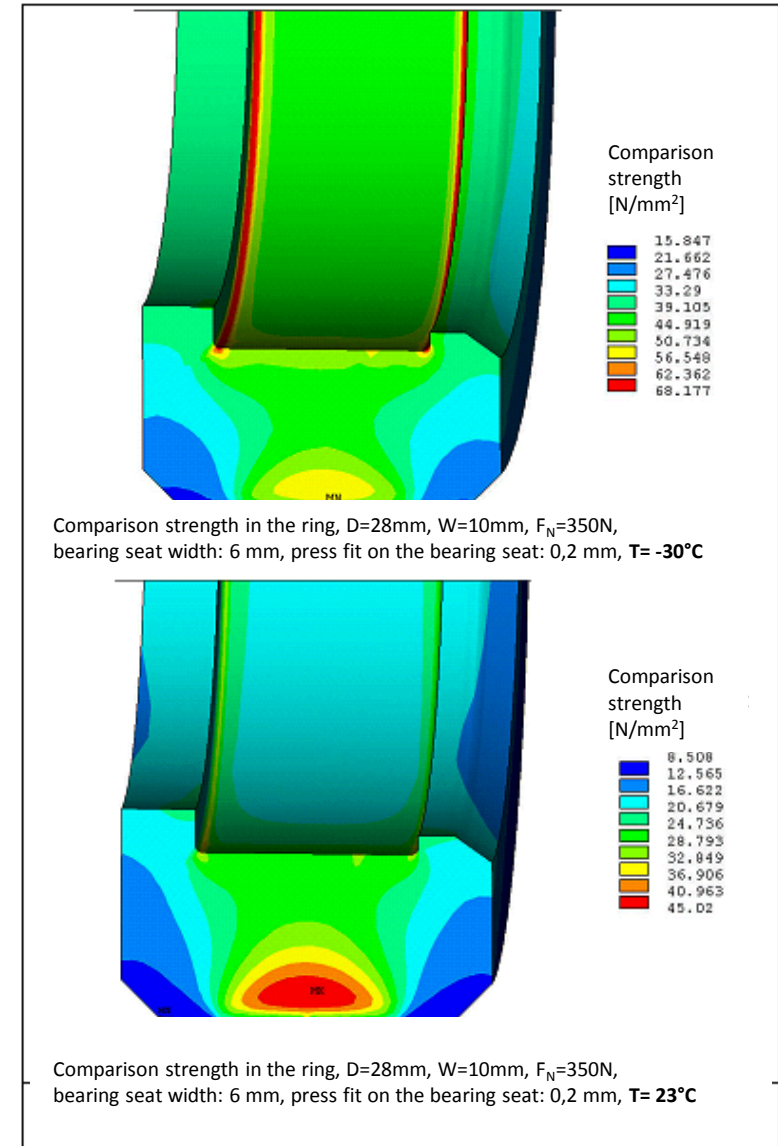 Comparison
strength
[N/mm²]
15.847
21.662
27.476
33.29
39.105
44.919
50.734
56.548
62.362
68.177
Comparison strength in the ring, D=28mm, W=10mm, F_N=350N,
bearing seat width: 6 mm, press fit on the bearing seat: 0,2 mm, T= -30°C
Comparison
strength
[N/mm²]
8.508
12.565
16.622
20.679
24.736
28.793
32.849
36.906
40.963
45.02
MX
Comparison strength in the ring, D=28mm, W=10mm, F_N=350N,
bearing seat width: 6 mm, press fit on the bearing seat: 0,2 mm, T= 23°C